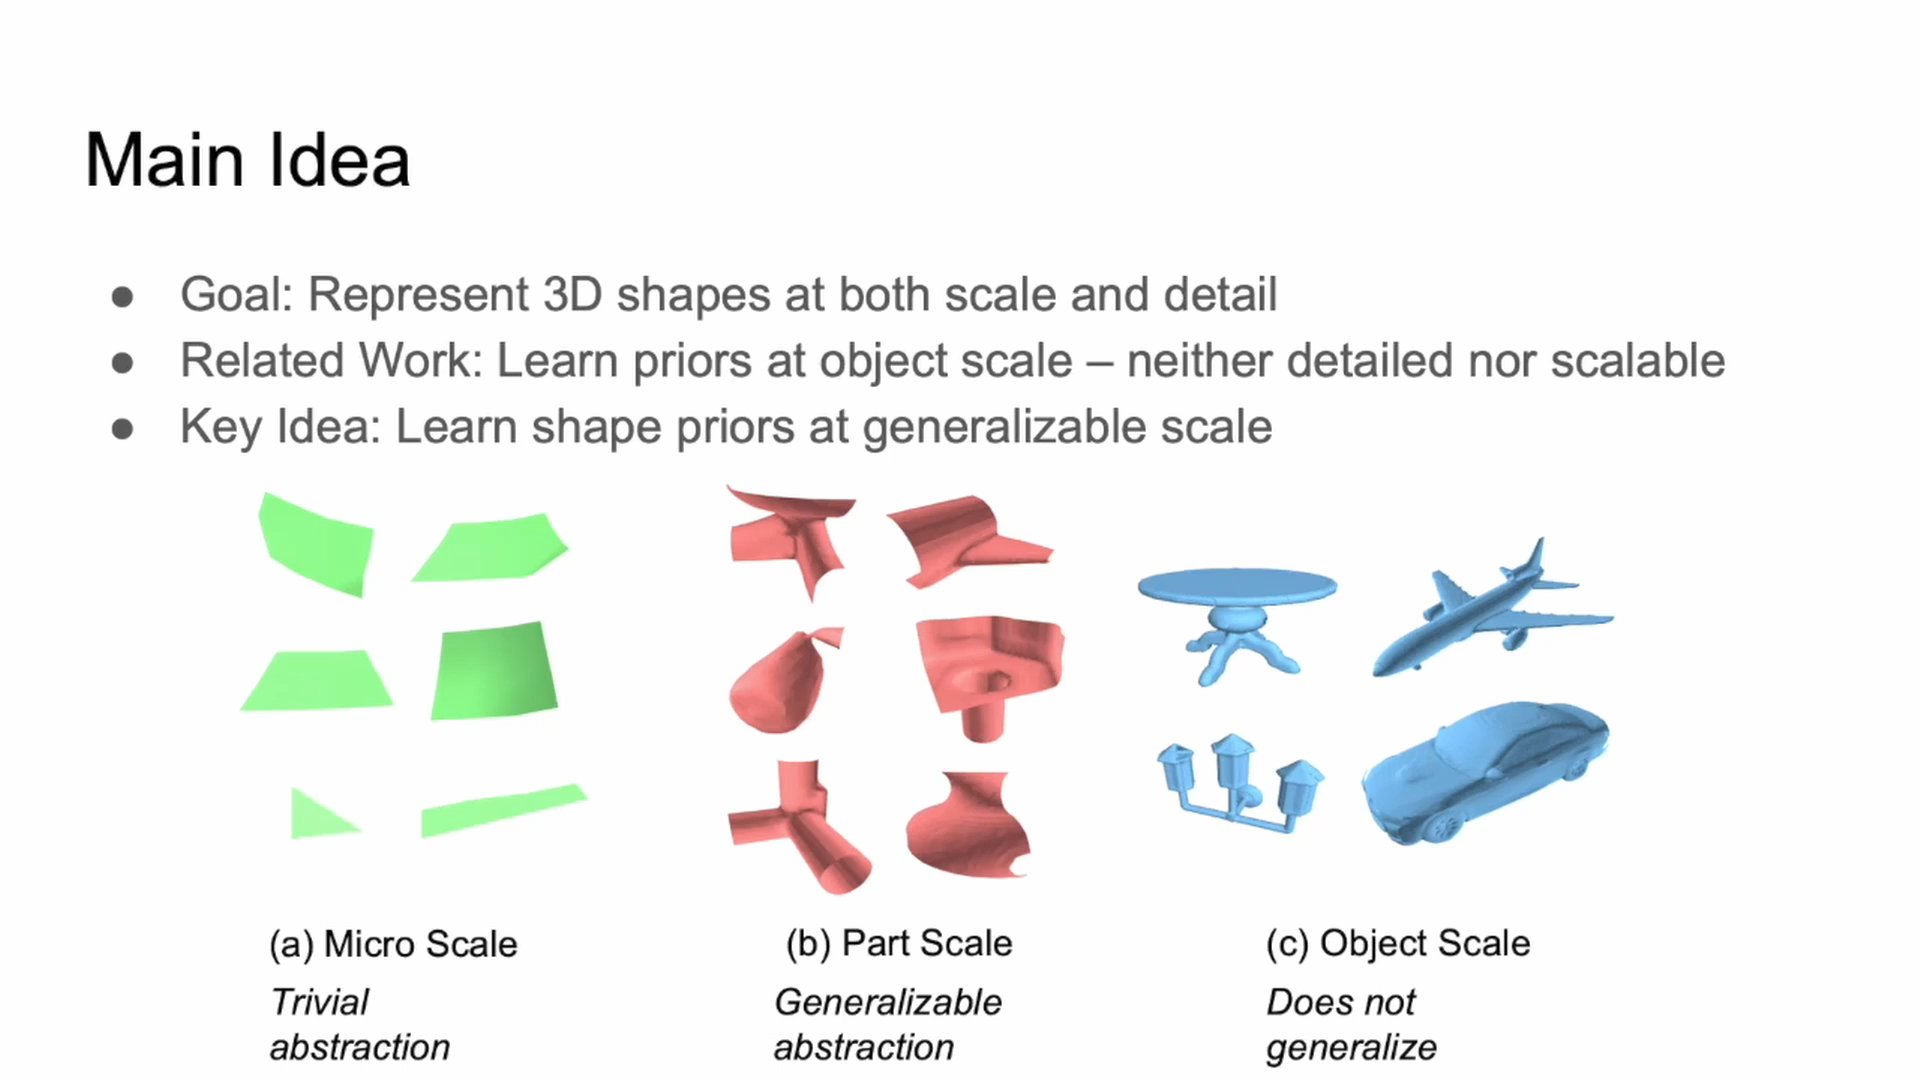 Main Idea
● Goal: Represent 3D shapes at both scale and detail
● Related Work: Learn priors at object scale – neither detailed nor scalable
● Key Idea: Learn shape priors at generalizable scale
(a) Micro Scale
Trivial
abstraction
(b) Part Scale
Generalizable
abstraction
(c) Object Scale
Does not
generalize